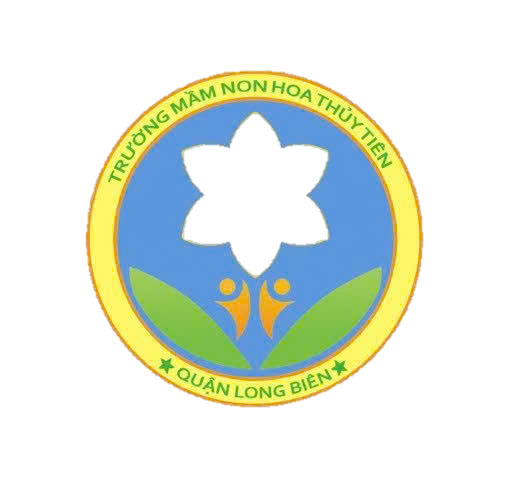 TRƯỜNG MẦM NON HOA THỦY TIÊN
QUẬN LONG BIÊN